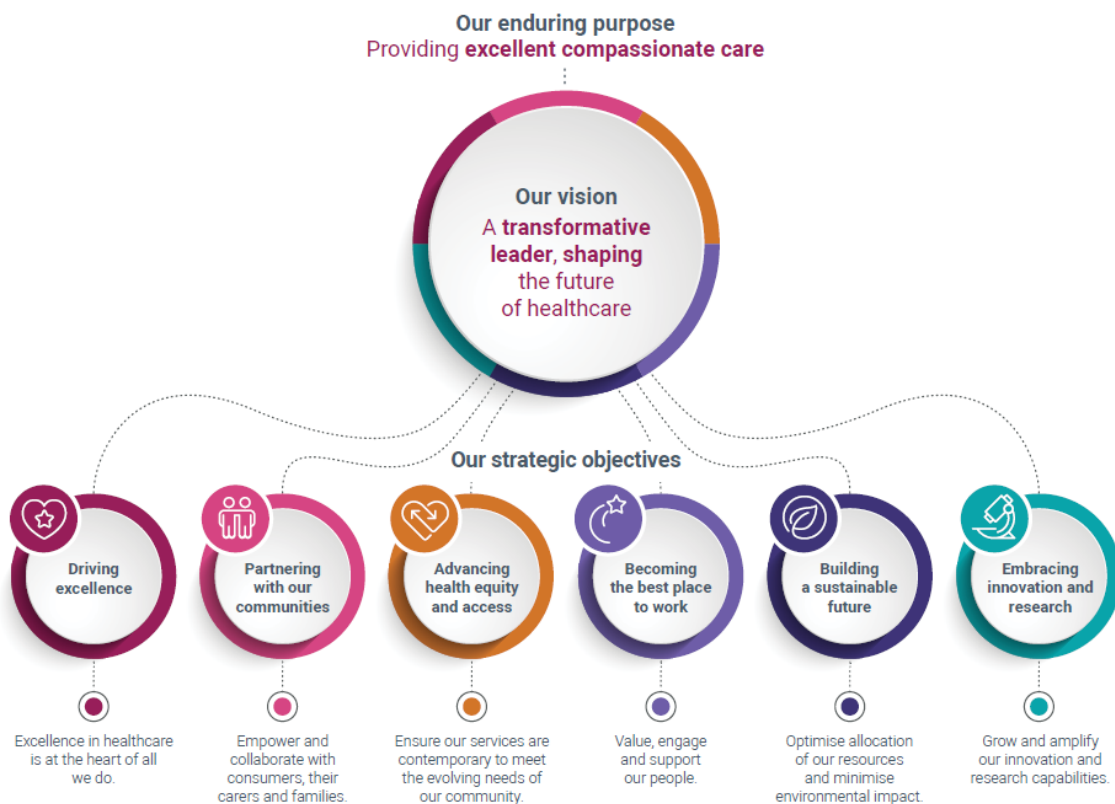 Our enduring purpose
Providing excellent compassionate care
Our vision
A transformative
leader, shaping
the future
of healthcare
Our strategic objectives
Driving
excellence
Partnering
with our
communities
Advancing
health equity
and access
Becoming
the best place
to work
Building
a sustainable
future
Embracing
innovation and
research
Excellence in healthcare
is at the heart of all
we do.
Empower and
collaborate with
consumers, their
carers and families.
Ensure our services are
contemporary to meet
the evolving needs of
our community.
Value, engage
and support
our people.
Optimise allocation
of our resources
and minimise
environmental impact.
Grow and amplify
our innovation and
research capabilities.